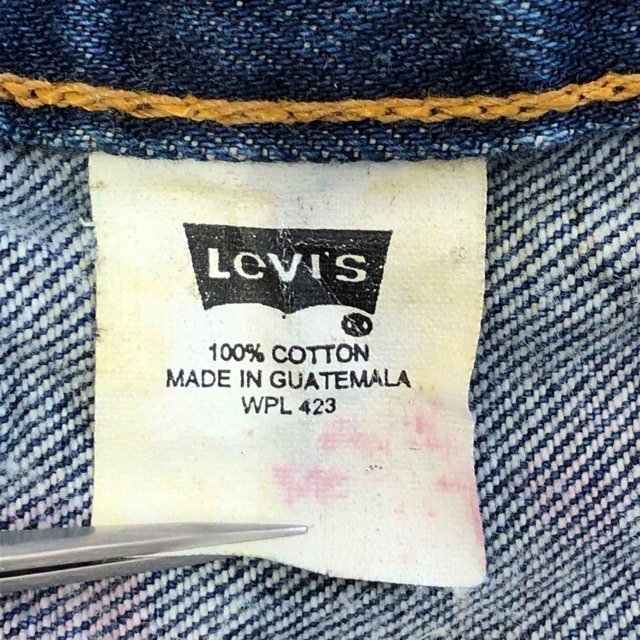 LeVI'S
®
100% COTTON
MADE IN GUATEMALA
WPL 423